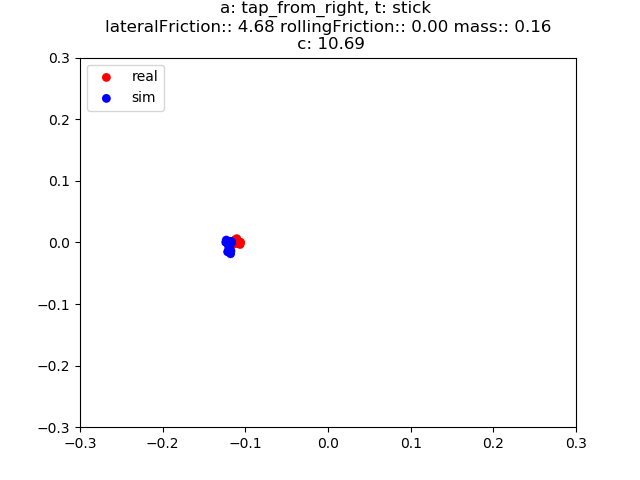 a: tap_from_right, t: stick
lateralFriction:: 4.68 rollingFriction:: 0.00 mass:: 0.16
c: 10.69
real
sim
0.3
0.2
0.1
0.0
−0.1
−0.2
−0.3
−0.3 −0.2 −0.1 0.0 0.1 0.2 0.3